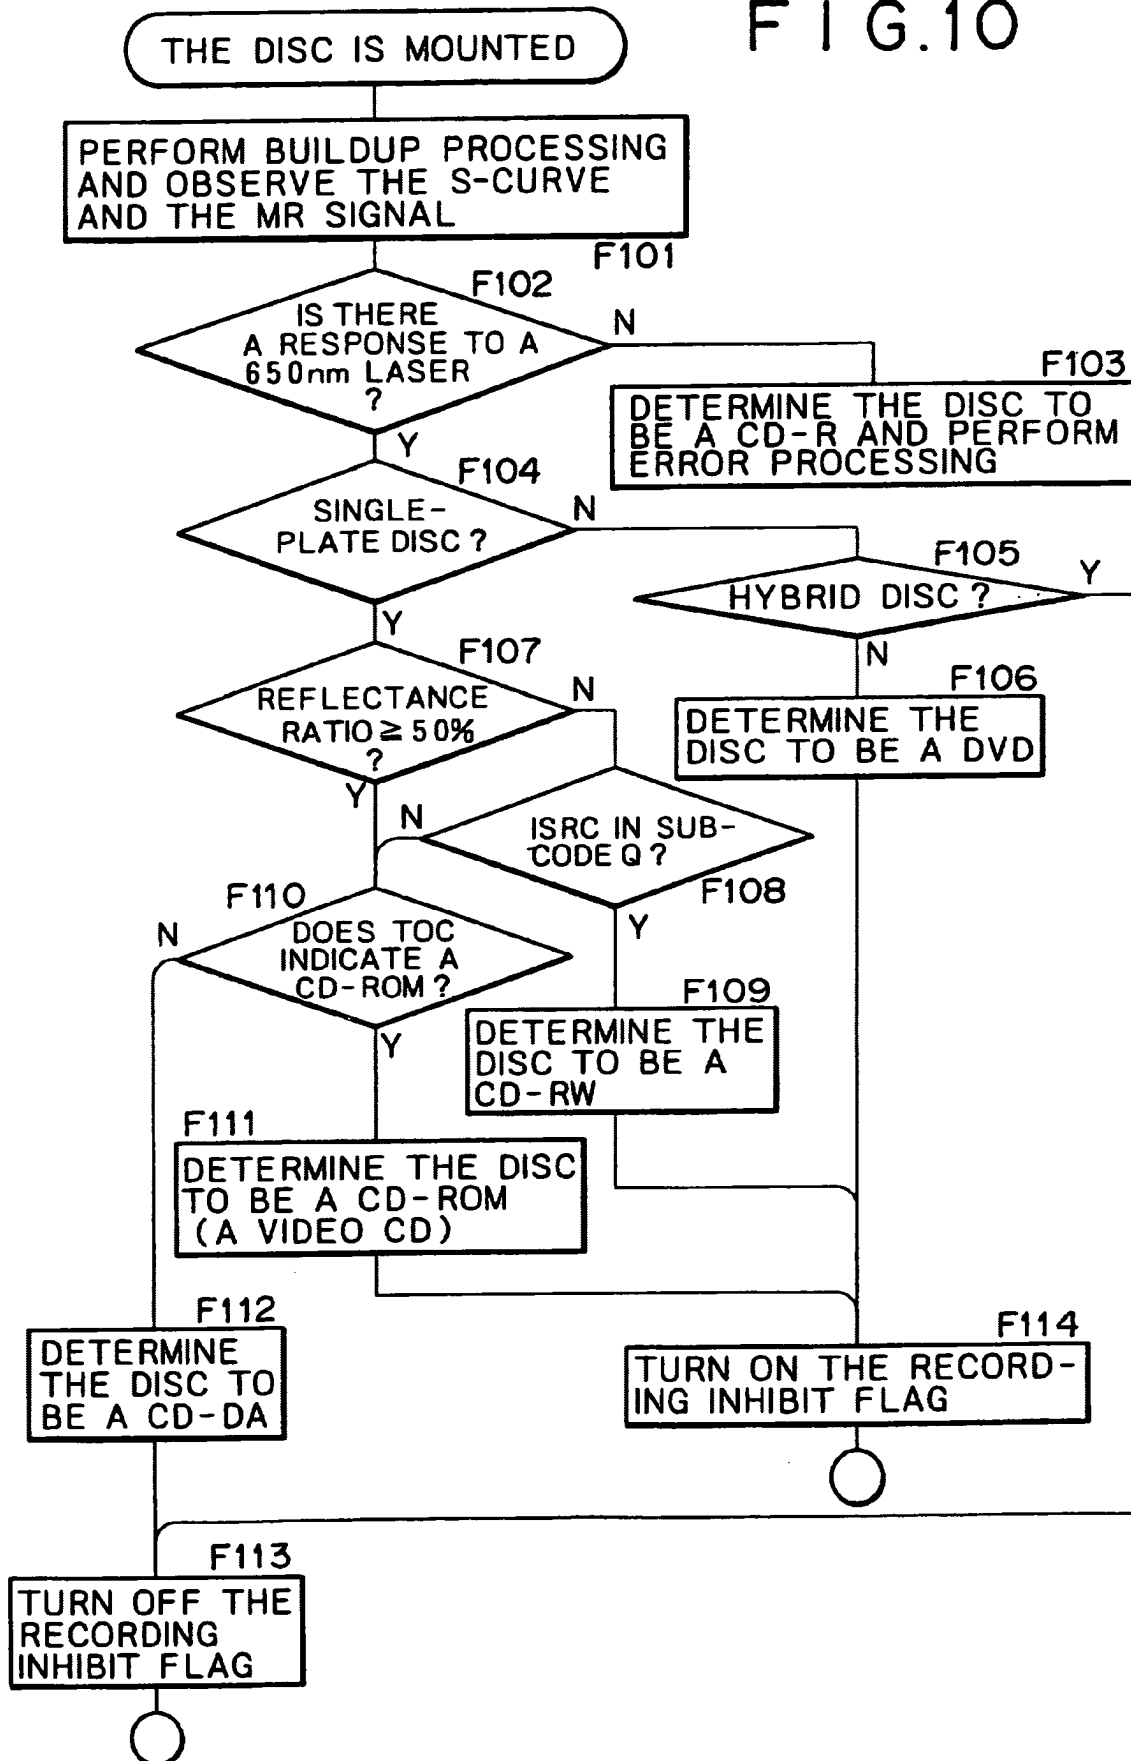 FIG.10
THE DISC IS MOUNTED
PERFORM BUILDUP PROCESSING
AND OBSERVE THE S-CURVE
AND THE MR SIGNAL
F101
F102
IS THERE
A RESPONSE TO A
650nm LASER
?
N
Y
F103
DETERMINE THE DISC TO
BE A CD-R AND PERFORM
ERROR PROCESSING
F104
SINGLE-
PLATE DISC?
N
Y
F105
HYBRID DISC?
Y
N
F106
DETERMINE THE
DISC TO BE A DVD
F107
REFLECTANCE
RATIO≧50%
?
N
Y
ISRC IN SUB-
CODE Q?
F108
N
Y
F109
DETERMINE THE
DISC TO BE A
CD-RW
F110
DOES TOC
INDICATE A
CD-ROM?
N
Y
F111
DETERMINE THE DISC
TO BE A CD-ROM
(A VIDEO CD)
F112
DETERMINE
THE DISC TO
BE A CD-DA
F114
TURN ON THE RECORD-
ING INHIBIT FLAG
F113
TURN OFF THE
RECORDING
INHIBIT FLAG